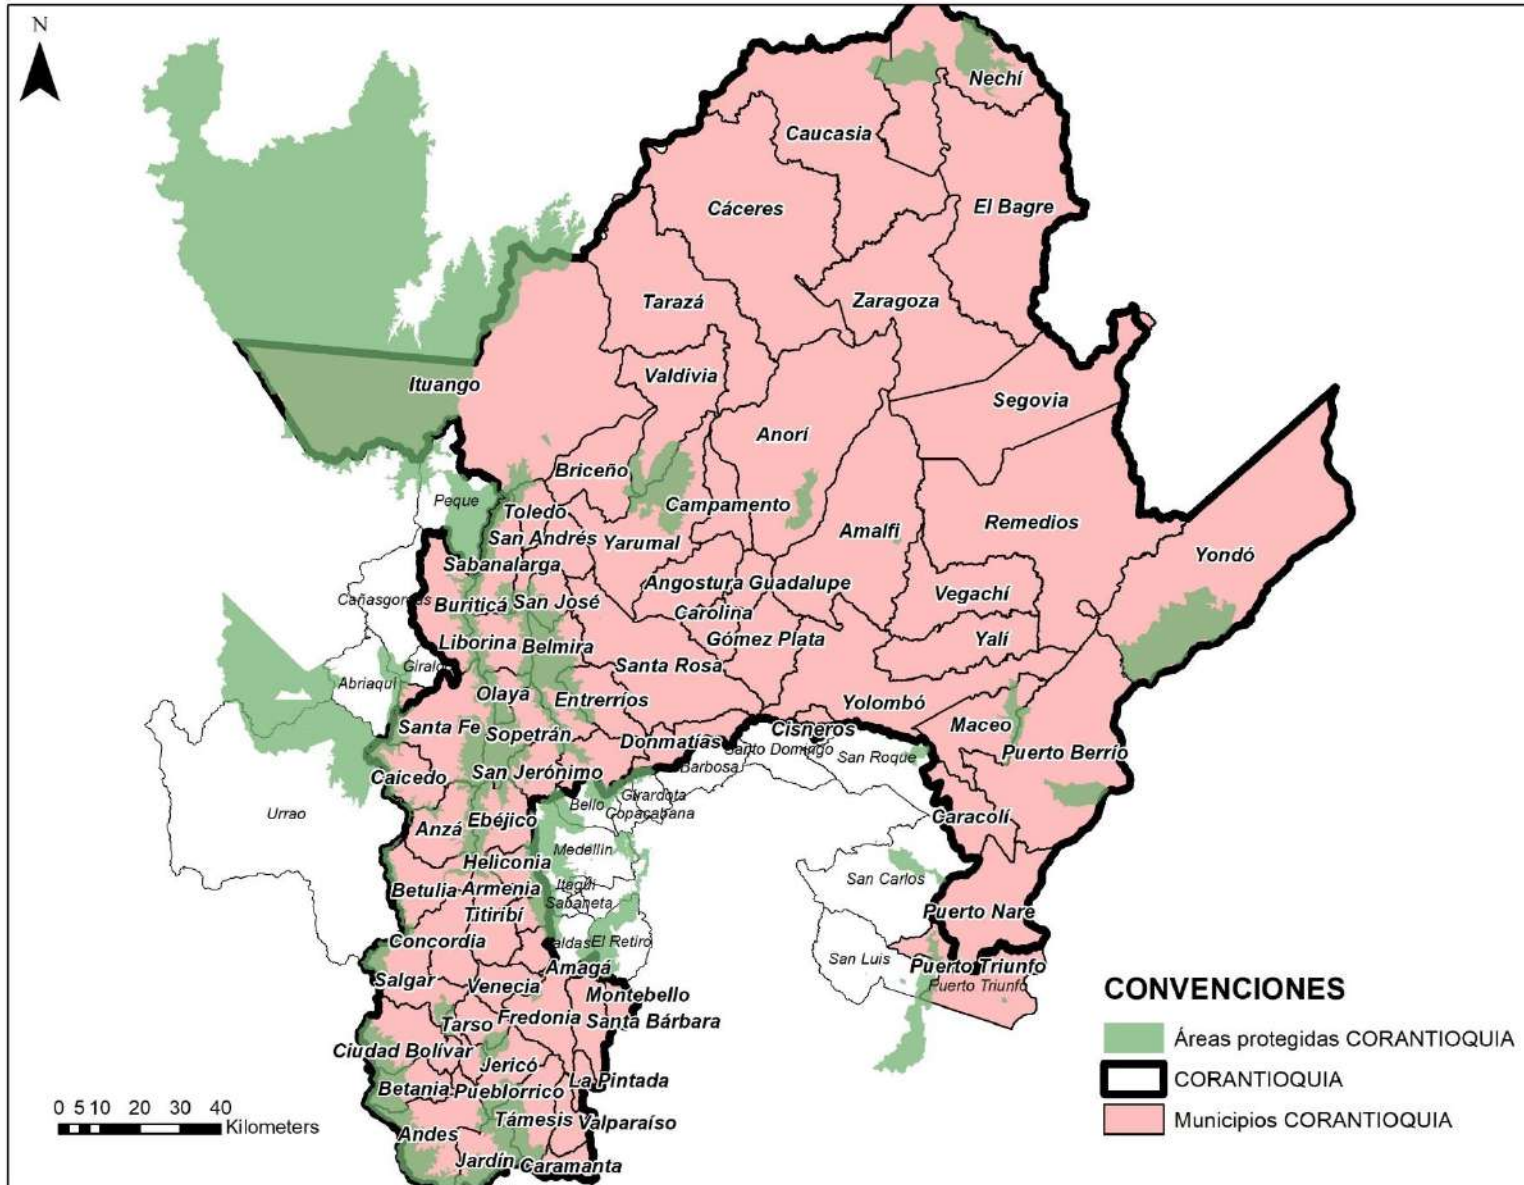 N
Nechí
Caucasia
El Bagre
Cáceres
Tarazá
Zaragoza
Ituango
Valdivia
Segovia
Anorí
Briceño
Peque
Toledo
Campamento
Amalfi
Remedios
San Andrés
Yarumal
Yondó
Sabanalarga
Angostura
Guadalupe
Vegachí
Cañasgordas
Buriticá
San José
Carolina
Liborina
Belmira
Gómez Plata
Yalí
Giraldo
Abriaquí
Santa Rosa
Olaya
Entrerríos
Yolombó
Santa Fe
Sopetrán
Donmatías
Cisneros
Maceo
Santo Domingo
San Roque
Puerto Berrío
Caicedo
San Jerónimo
Barbosa
Girardota
Bello
Copacabana
Urrao
Anzá
Ebéjico
Caracolí
Medellín
Heliconia
Betulia
Armenia
Itagüí
San Carlos
Sabaneta
Titiribí
Puerto Nare
Concordia
aldas
El Retiro
San Luis
Amagá
Puerto Triunfo
Puerto Triunfo
Salgar
Venecia
Montebello
Fredonia
Santa Bárbara
Tarso
Ciudad Bolívar
Jericó
La Pintada
Betania
Pueblorrico
Támesis
Valparaíso
Andes
Jardín
Caramanta
CONVENCIONES
Áreas protegidas CORANTIOQUIA
CORANTIOQUIA
Municipios CORANTIOQUIA
0 5 10 20 30 40
Kilometers